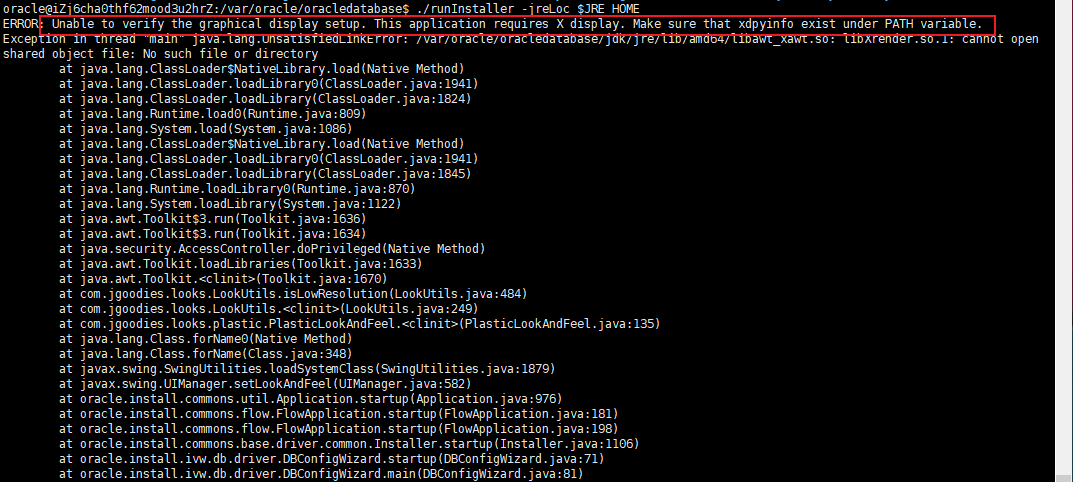 oracle@iZj6cha0thf62mood3u2hrZ:/var/oracle/oracledatabase$ ./runInstaller -jreLoc $JRE_HOME
ERROR: Unable to verify the graphical display setup. This application requires X display. Make sure that xdpyinfo exist under PATH variable.
Exception in thread "main" java.lang.UnsatisfiedLinkError: /var/oracle/oracledatabase/jdk/jre/lib/amd64/libawt_xawt.so: libXrender.so.1: cannot open
shared object file: No such file or directory
at java.lang.ClassLoader$NativeLibrary.load(Native Method)
at java.lang.ClassLoader.loadLibrary0(ClassLoader.java:1941)
at java.lang.ClassLoader.loadLibrary(ClassLoader.java:1824)
at java.lang.Runtime.load0(Runtime.java:809)
at java.lang.System.load(System.java:1086)
at java.lang.ClassLoader$NativeLibrary.load(Native Method)
at java.lang.ClassLoader.loadLibrary0(ClassLoader.java:1941)
at java.lang.ClassLoader.loadLibrary(ClassLoader.java:1845)
at java.lang.Runtime.loadLibrary0(Runtime.java:870)
at java.lang.System.loadLibrary(System.java:1122)
at java.awt.Toolkit$3.run(Toolkit.java:1636)
at java.awt.Toolkit$3.run(Toolkit.java:1634)
at java.security.AccessController.doPrivileged(Native Method)
at java.awt.Toolkit.loadLibraries(Toolkit.java:1633)
at java.awt.Toolkit.<clinit>(Toolkit.java:1670)
at com.jgoodies.looks.LookUtils.isLowResolution(LookUtils.java:484)
at com.jgoodies.looks.LookUtils.<clinit>(LookUtils.java:249)
at com.jgoodies.looks.plastic.PlasticLookAndFeel.<clinit>(PlasticLookAndFeel.java:135)
at java.lang.Class.forName0(Native Method)
at java.lang.Class.forName(Class.java:348)
at javax.swing.SwingUtilities.loadSystemClass(SwingUtilities.java:1879)
at javax.swing.UIManager.setLookAndFeel(UIManager.java:582)
at oracle.install.commons.util.Application.startup(Application.java:976)
at oracle.install.commons.flow.FlowApplication.startup(FlowApplication.java:181)
at oracle.install.commons.flow.FlowApplication.startup(FlowApplication.java:198)
at oracle.install.commons.base.driver.common.Installer.startup(Installer.java:1106)
at oracle.install.ivw.db.driver.DBConfigWizard.startup(DBConfigWizard.java:71)
at oracle.install.ivw.db.driver.DBConfigWizard.main(DBConfigWizard.java:81)